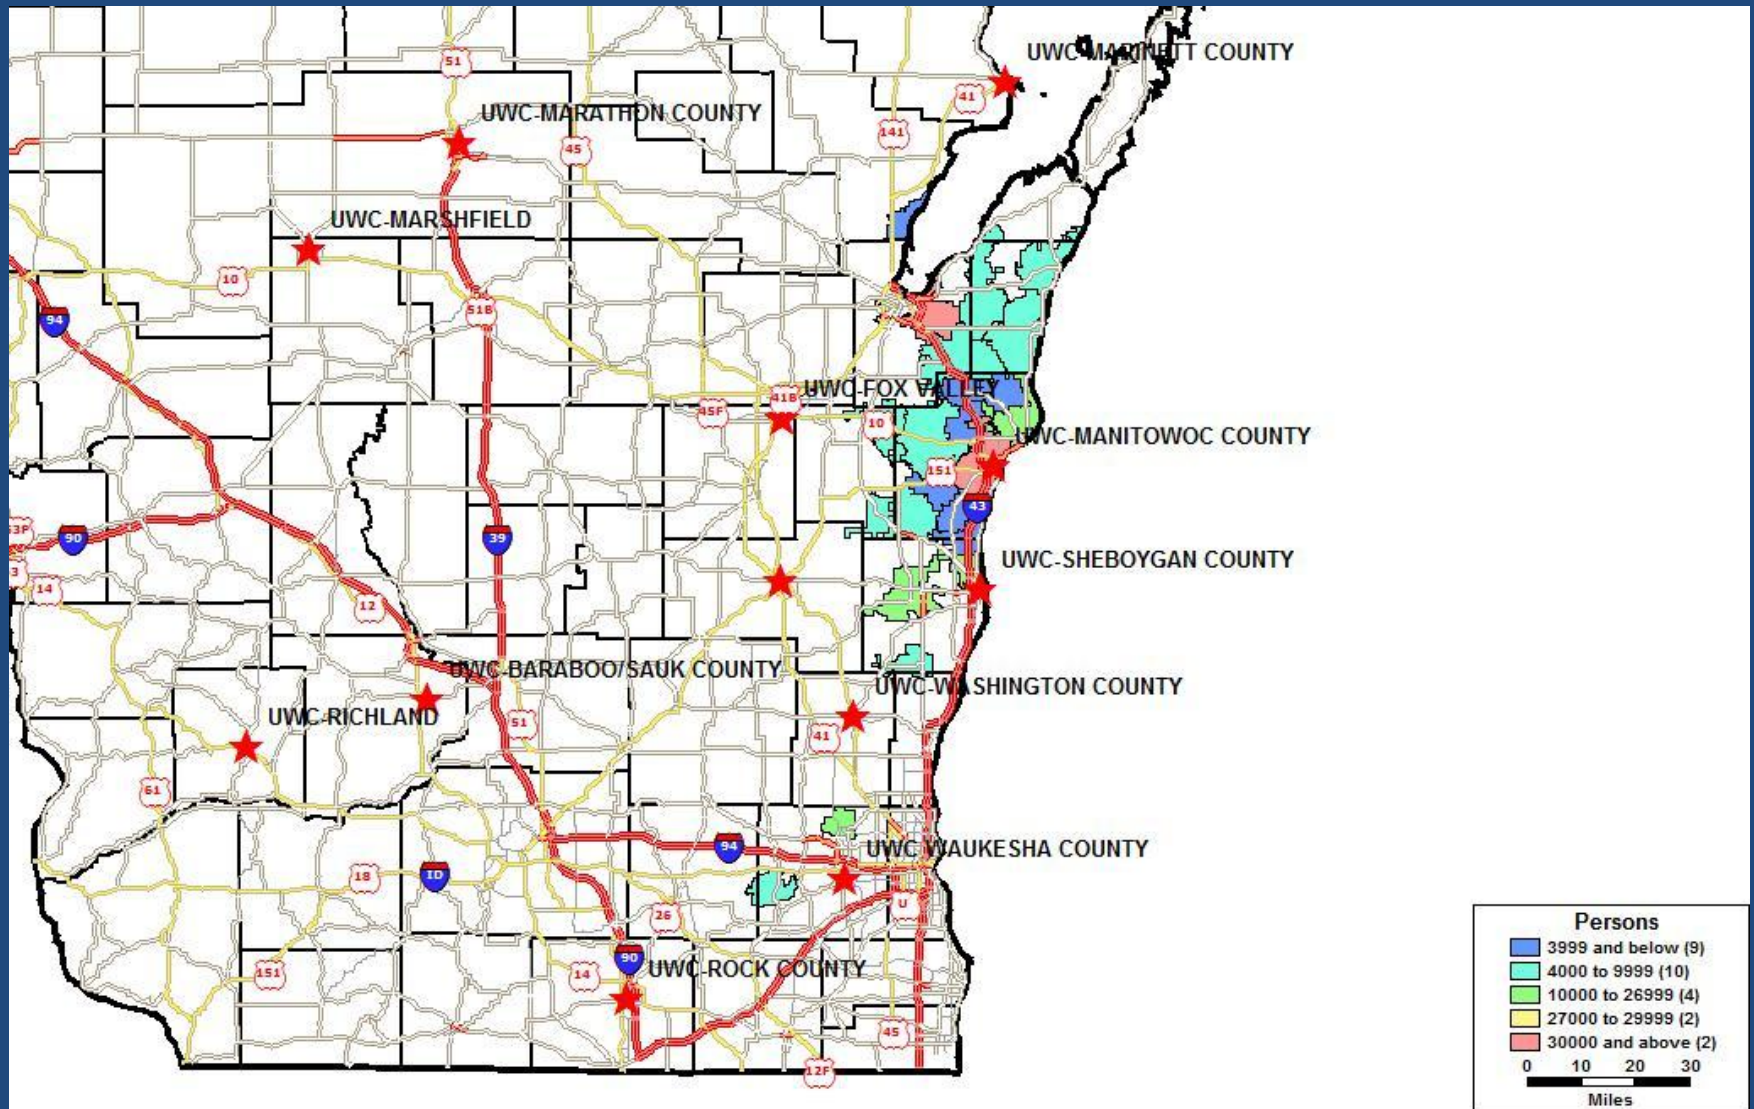 UWC-MARINETT COUNTY
51
41
UWC-MARATHON COUNTY
141
45
UWC-MARSHFIELD
10
51B
94
UWC-FOX VALLEY
41B
45F
10
UWC-MANITOWOC COUNTY
151
43
53F
90
39
UWC-SHEBOYGAN COUNTY
3
14
12
UWC-BARABOO/SAUK COUNTY
UWC-WASHINGTON COUNTY
UWC-RICHLAND
51
41
61
94
UWC-WAUKESHA COUNTY
18
ID
U
26
90
UWC-ROCK COUNTY
151
14
45
12F
Persons
3999 and below (9)
4000 to 9999 (10)
10000 to 26999 (4)
27000 to 29999 (2)
30000 and above (2)
0 10 20 30
Miles